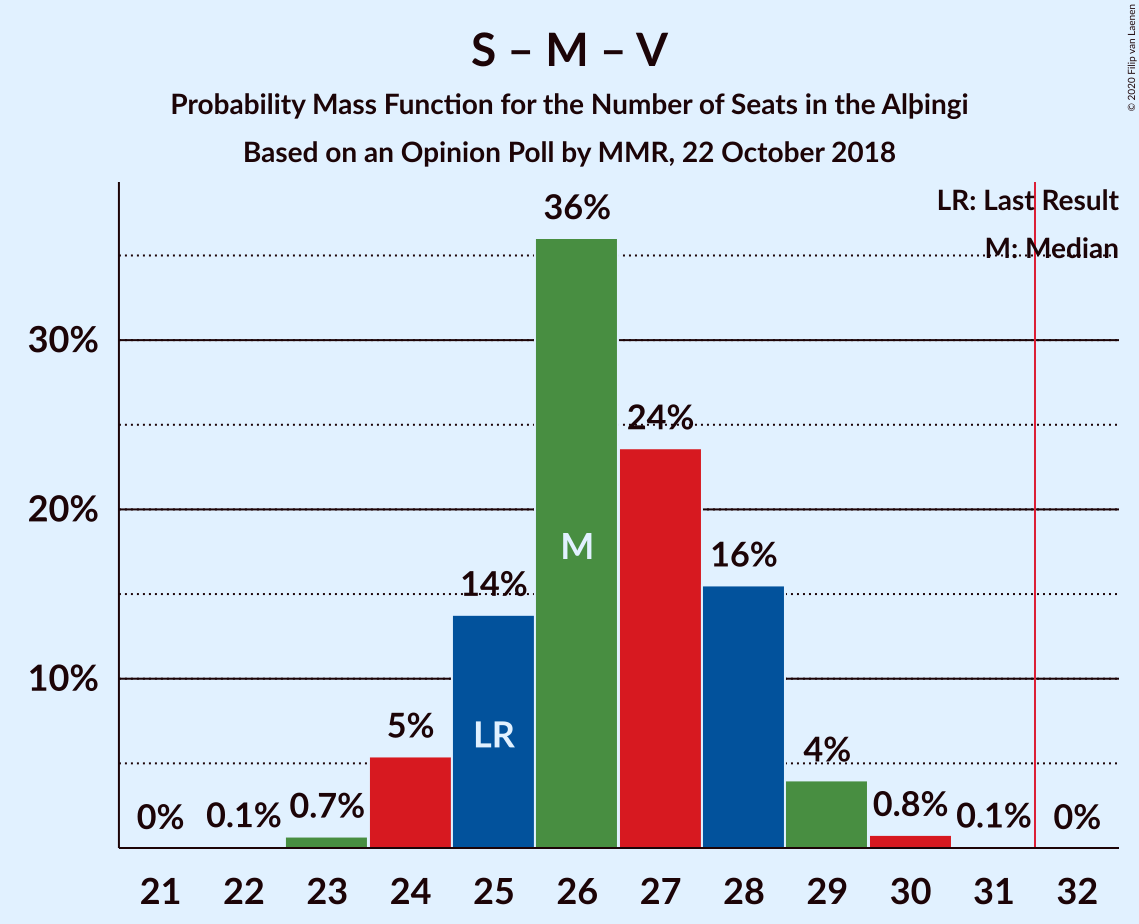 S – M – V
Probability Mass Function for the Number of Seats in the Alþingi
Based on an Opinion Poll by MMR, 22 October 2018
© 2020 Filip van Laenen
LR: Last Result
M: Median
30%
20%
10%
0%
0.1%
0.7%
5%
14%
36%
24%
16%
4%
0.8%
0.1%
0%
LR
M
21 22 23 24 25 26 27 28 29 30 31 32